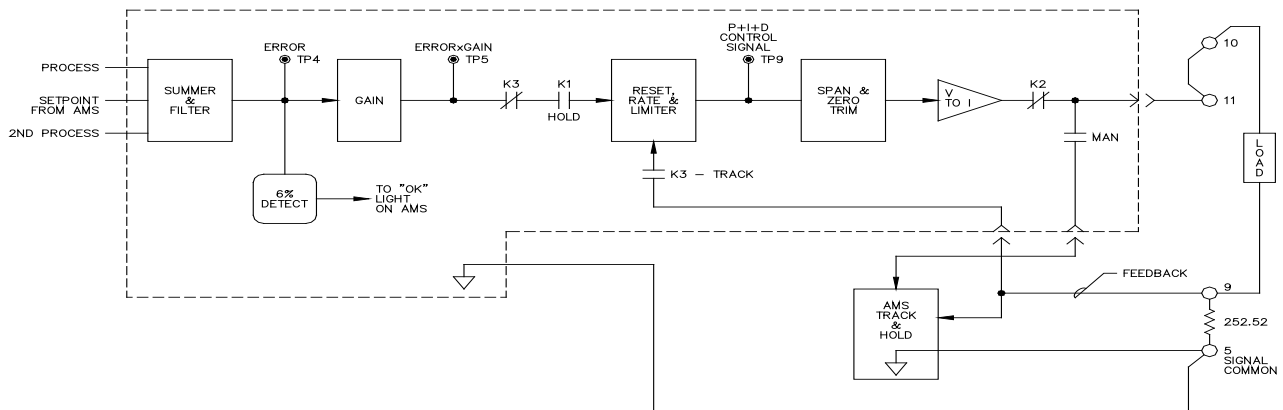 PROCESS
SETPOINT
FROM AMS
2ND PROCESS
SUMMER
&
FILTER
ERROR
TP4
6%
DETECT
TO "OK"
LIGHT
ON AMS
GAIN
ERRORxGAIN
TP5
K3
K1
HOLD
RESET,
RATE &
LIMITER
K3 - TRACK
P+I+D
CONTROL
SIGNAL
TP9
SPAN &
ZERO
TRIM
V
TO I
K2
MAN
10
11
LOAD
FEEDBACK
AMS
TRACK
&
HOLD
9
252.52
5
SIGNAL
COMMON